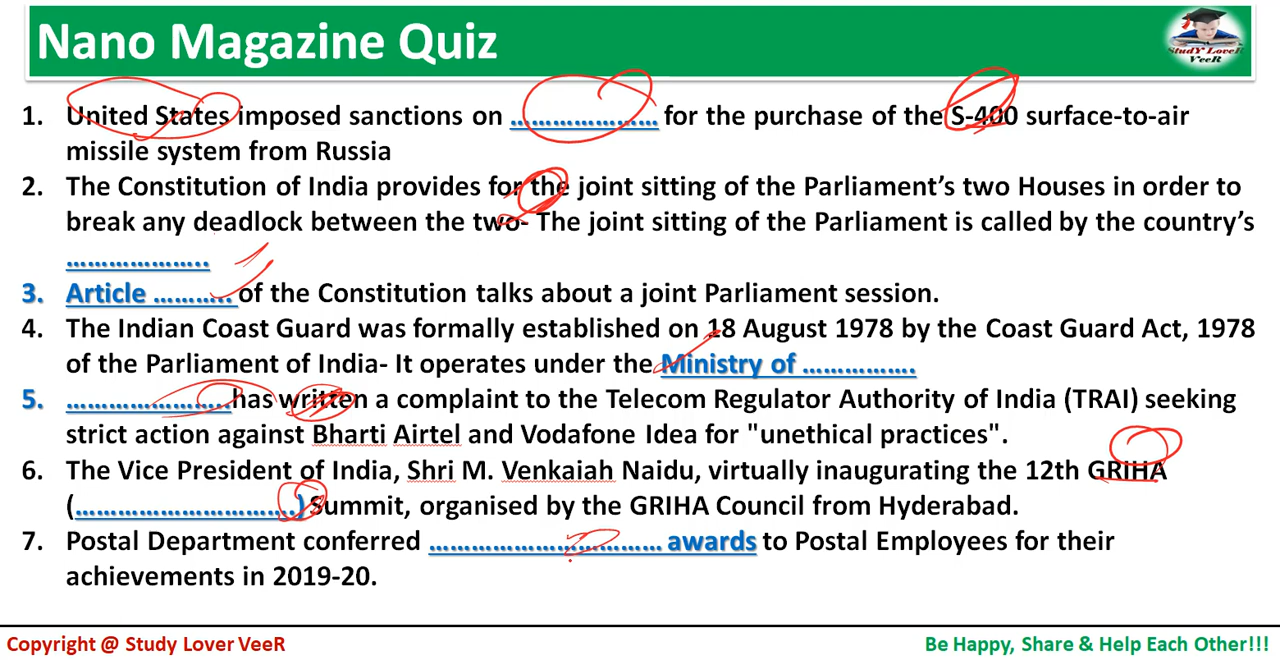 Nano Magazine Quiz
StudY LoveR
VeeR
1. United States imposed sanctions on ………………… for the purchase of the S-400 surface-to-air
missile system from Russia
2. The Constitution of India provides for the joint sitting of the Parliament’s two Houses in order to
break any deadlock between the two- The joint sitting of the Parliament is called by the country’s
………………..
3. Article ……….. of the Constitution talks about a joint Parliament session.
4. The Indian Coast Guard was formally established on 18 August 1978 by the Coast Guard Act, 1978
of the Parliament of India- It operates under the Ministry of …………….
5. …………………..has written a complaint to the Telecom Regulator Authority of India (TRAI) seeking
strict action against Bharti Airtel and Vodafone Idea for "unethical practices".
6. The Vice President of India, Shri M. Venkaiah Naidu, virtually inaugurating the 12th GRIHA
(…………………………..) Summit, organised by the GRIHA Council from Hyderabad.
7. Postal Department conferred ……………………………… awards to Postal Employees for their
achievements in 2019-20.
Copyright @ Study Lover VeeR
Be Happy, Share & Help Each Other!!!